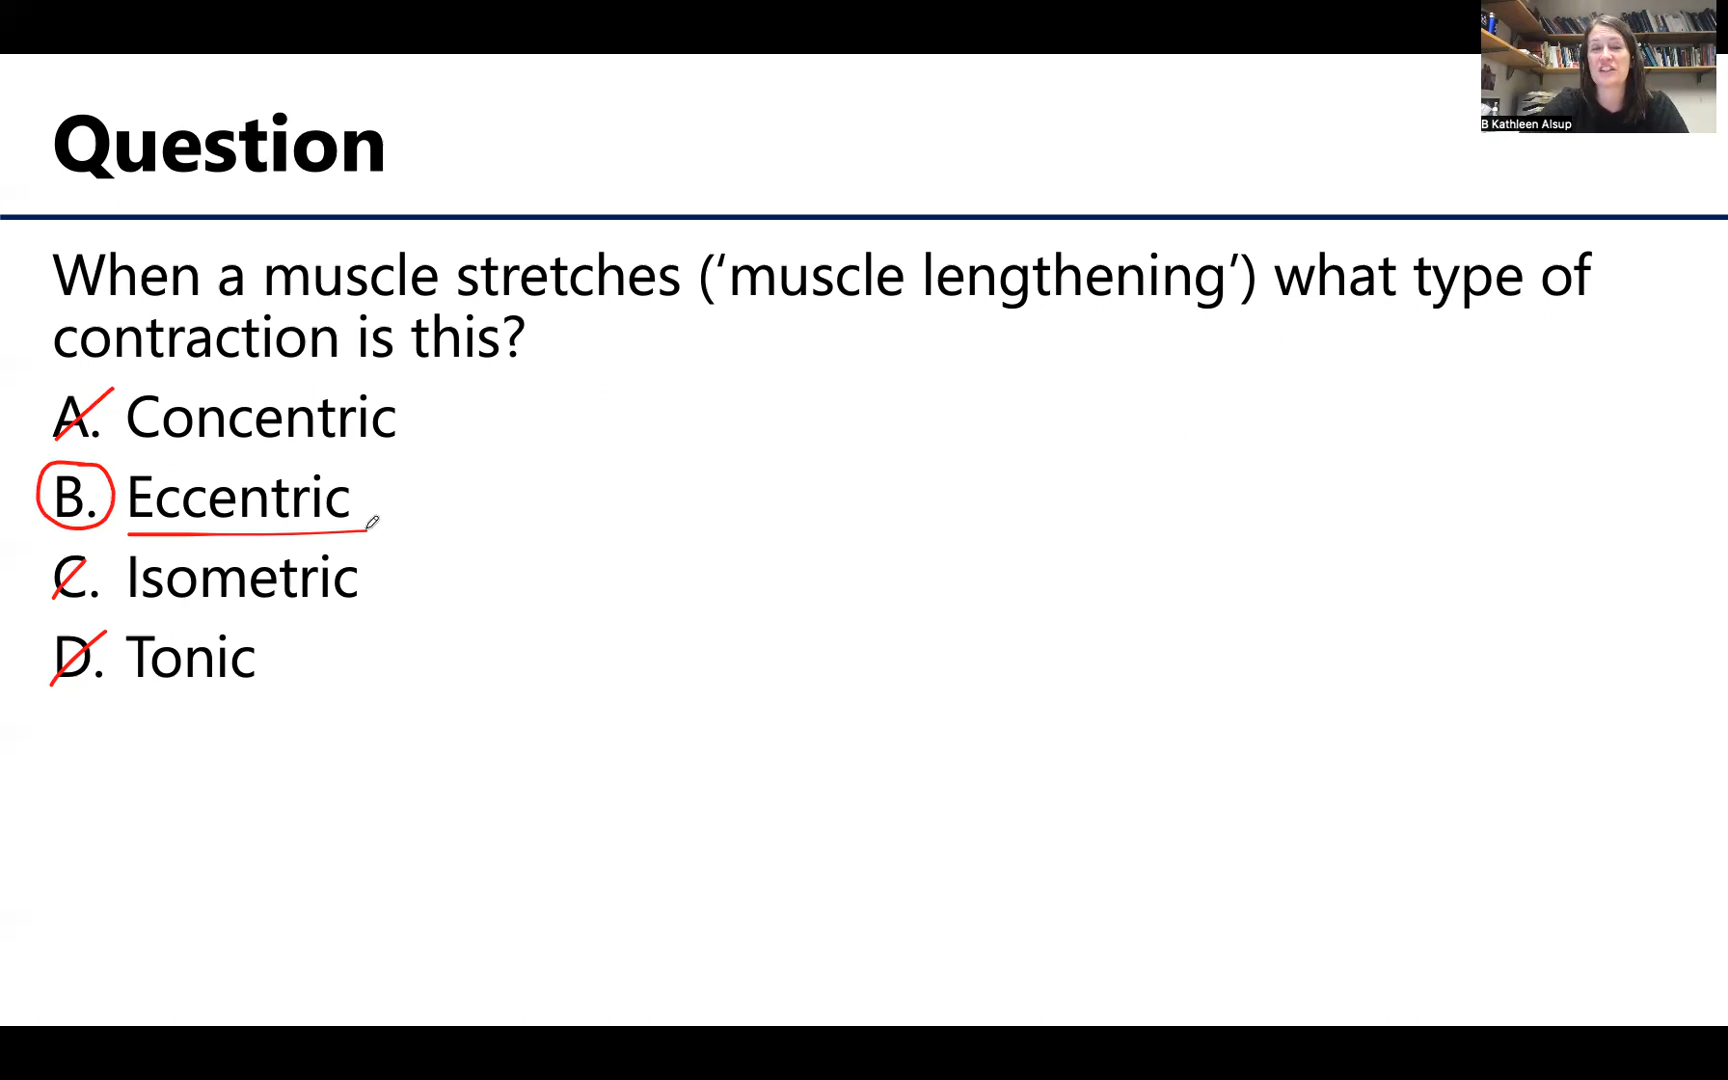 B Kathleen Alsup
Question
When a muscle stretches (‘muscle lengthening’) what type of
contraction is this?
A. Concentric
B. Eccentric
C. Isometric
D. Tonic